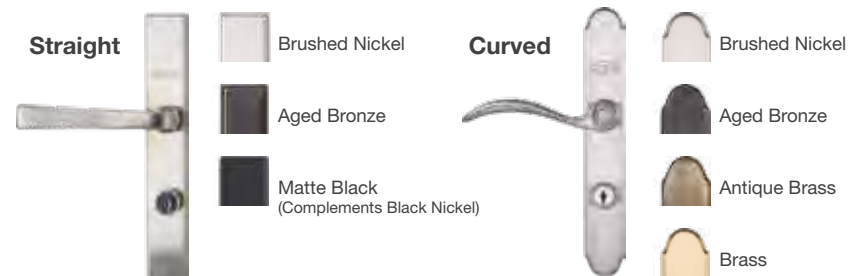 Straight
Brushed Nickel
Aged Bronze
Matte Black
(Complements Black Nickel)
Curved
Brushed Nickel
Aged Bronze
Antique Brass
Brass